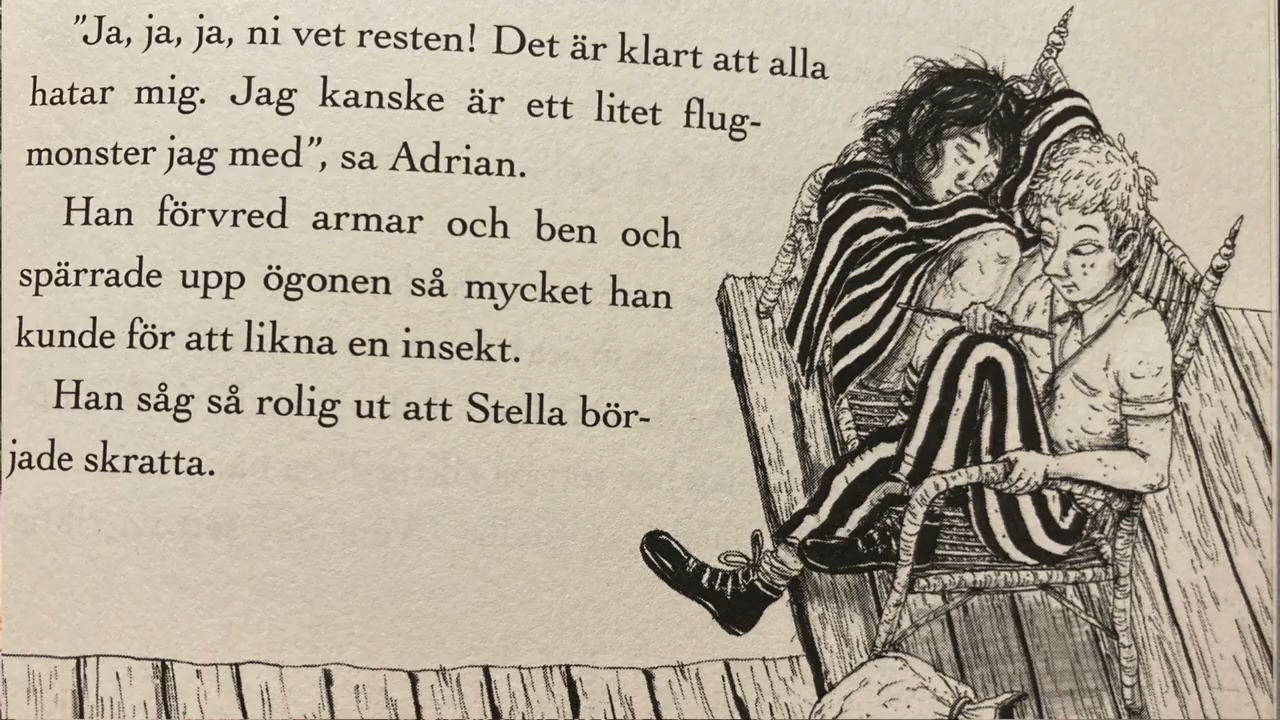 ”Ja, ja, ja, ni vet resten! Det är klart att alla
hatar mig. Jag kanske är ett litet flug-
monster jag med”, sa Adrian.
Han förvred armar och ben och
spärrade upp ögonen så mycket han
kunde för att likna en insekt.
Han såg så rolig ut att Stella bör-
jade skratta.